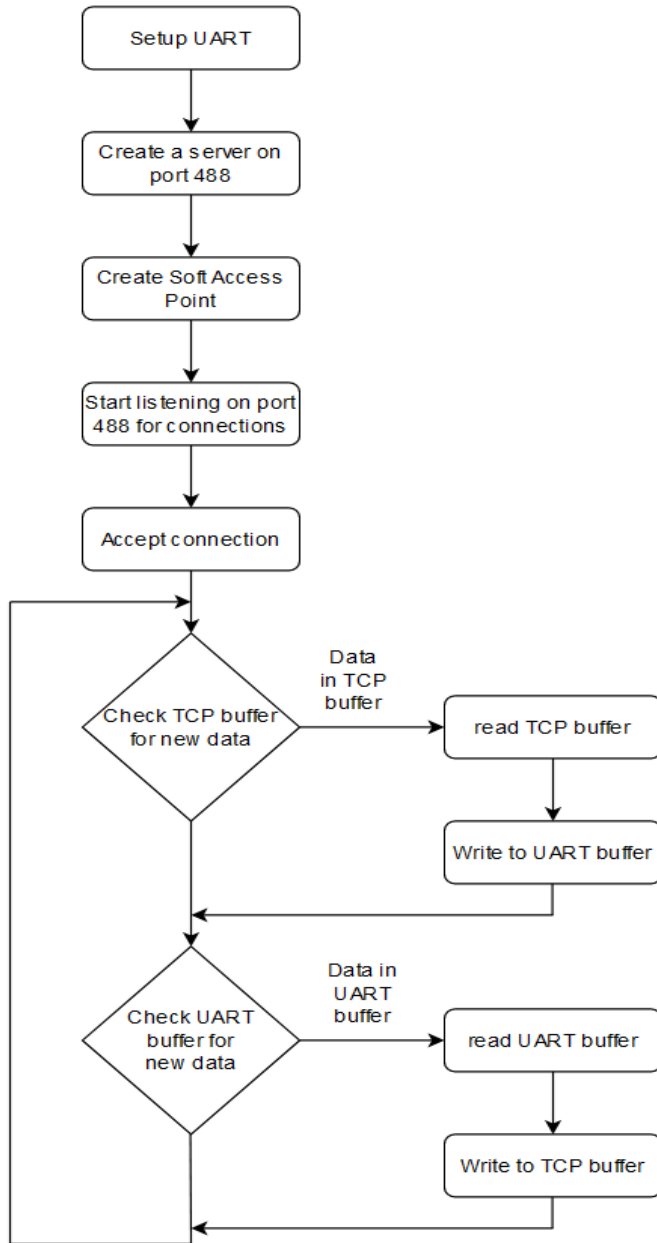 Setup UART
Create a server on
port 488
Create Soft Access
Point
Start listening on port
488 for connections
Accept connection
Data
in TCP
buffer
Check TCP buffer
for new data
read TCP buffer
Write to UART buffer
Data in
UART
buffer
Check UART
buffer for
new data
read UART buffer
Write to TCP buffer